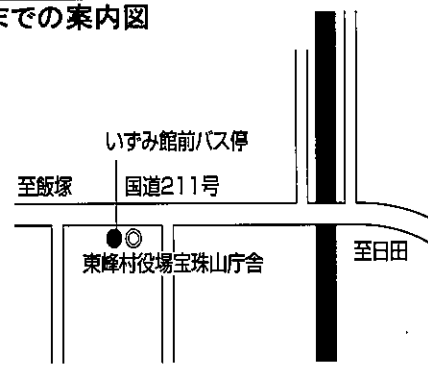 までの案内図
いずみ館前バス停
至飯塚
国道211号
東峰村役場宝珠山庁舎
至日田